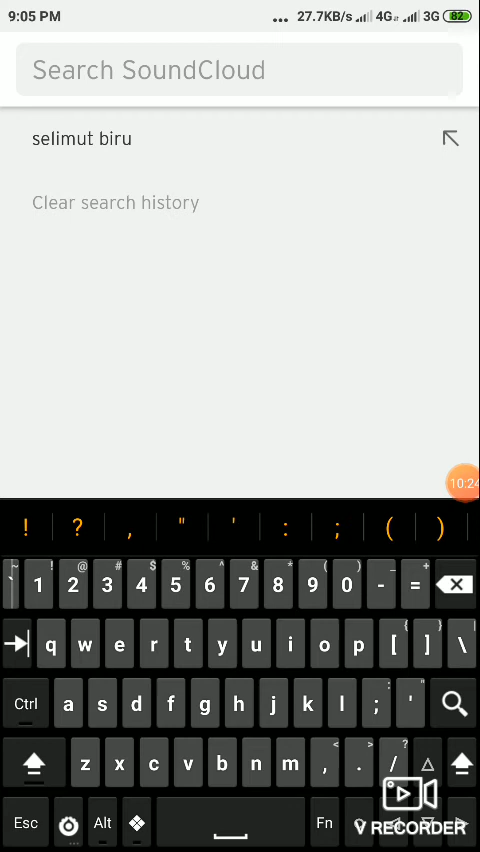 9:05 PM ... 27.7KB/s 4G 3G 82
Search SoundCloud
selimut biru
Clear search history
10:24
! ? , " ' : ; ( )
~ ! @ # $ % ^ & * ( ) _ +
` 1 2 3 4 5 6 7 8 9 0 - =
{ } |
q w e r t y u i o p [ ] \
: "
Ctrl a s d f g h j k l ; '
< > ?
z x c v b n m , . /
Esc Alt Fn
V RECORDER